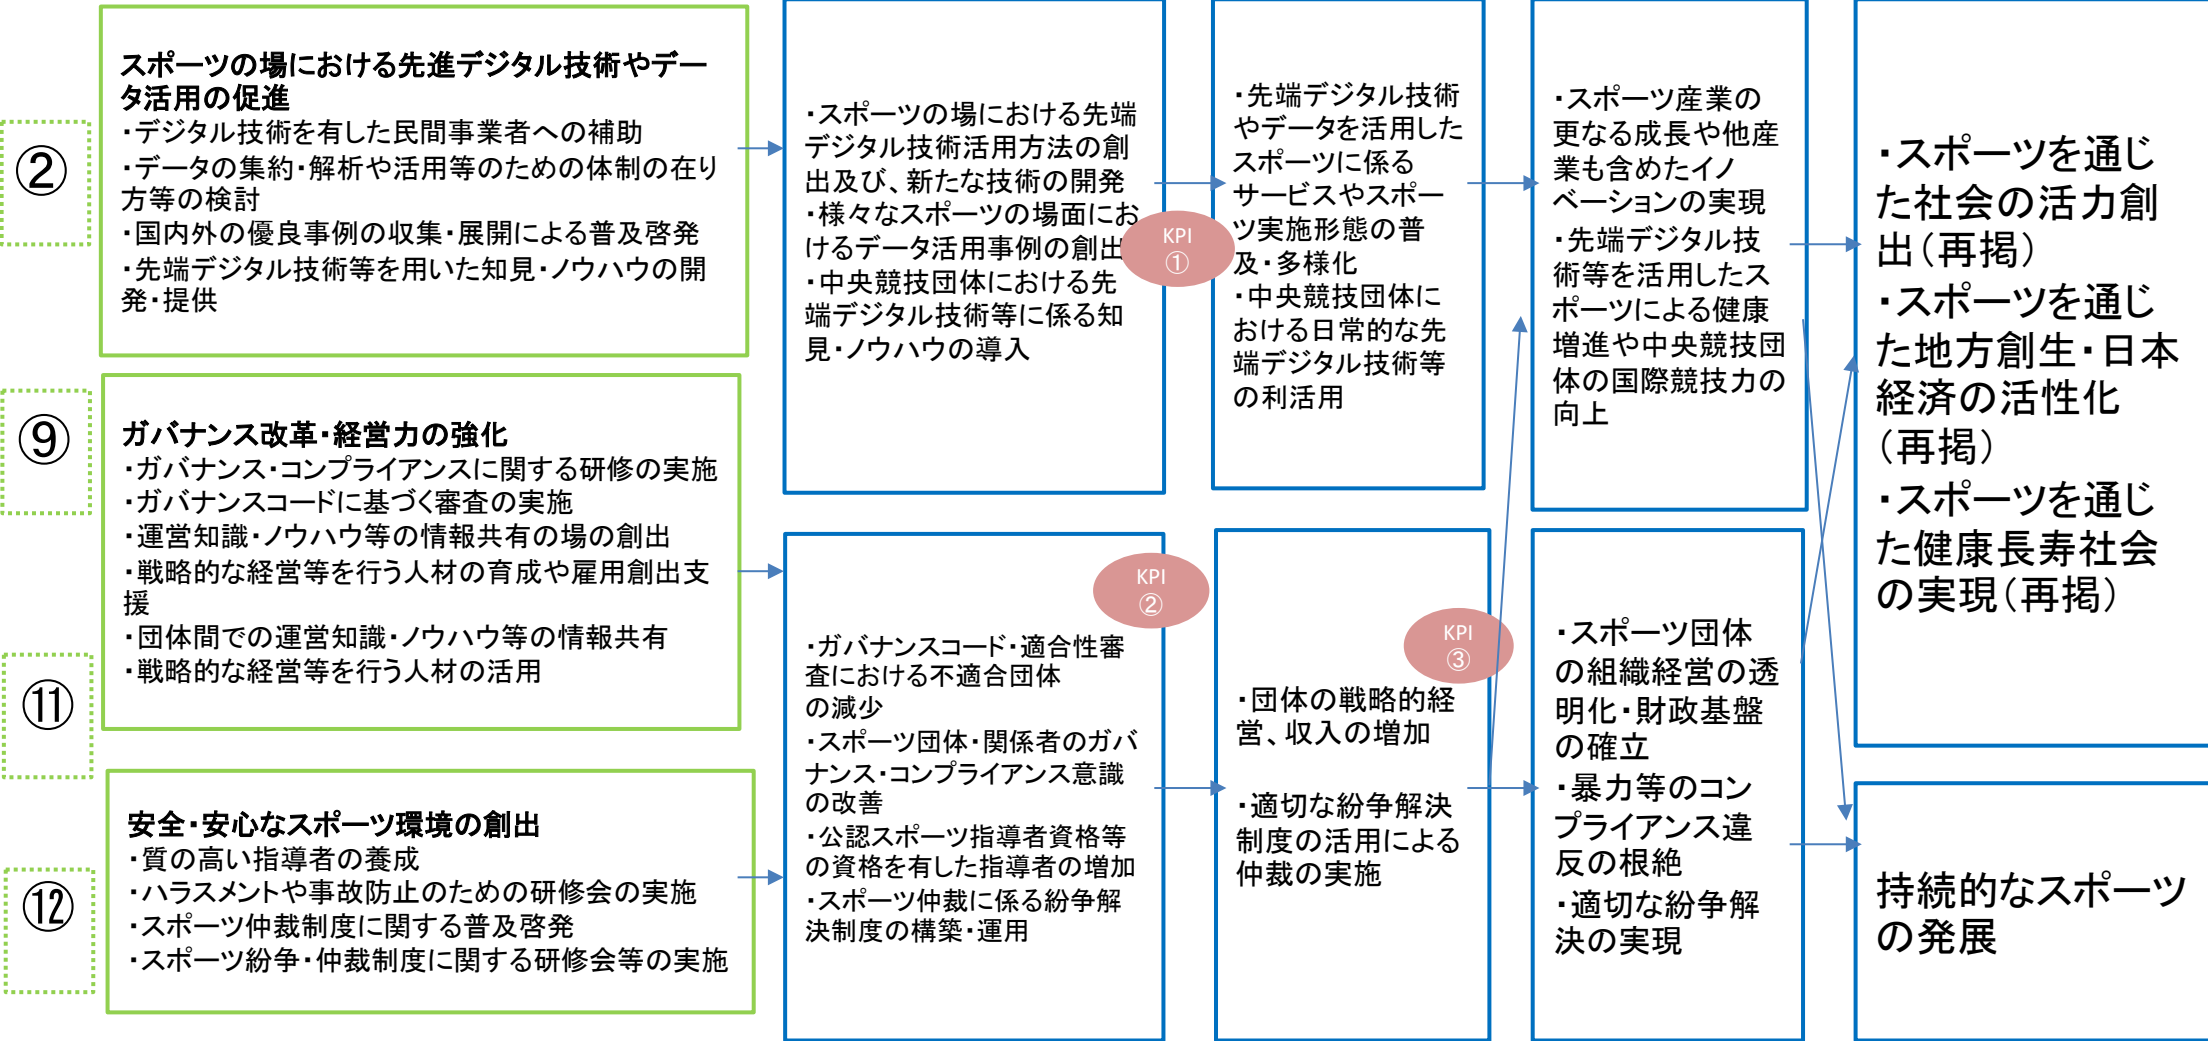 ②
スポーツの場における先進デジタル技術やデー
タ活用の促進
・デジタル技術を有した民間事業者への補助
・データの集約・解析や活用等のための体制の在り
方等の検討
・国内外の優良事例の収集・展開による普及啓発
・先端デジタル技術等を用いた知見・ノウハウの開
発・提供
⑨
⑪
ガバナンス改革・経営力の強化
・ガバナンス・コンプライアンスに関する研修の実施
・ガバナンスコードに基づく審査の実施
・運営知識・ノウハウ等の情報共有の場の創出
・戦略的な経営等を行う人材の育成や雇用創出支
援
・団体間での運営知識・ノウハウ等の情報共有
・戦略的な経営等を行う人材の活用
⑫
安全・安心なスポーツ環境の創出
・質の高い指導者の養成
・ハラスメントや事故防止のための研修会の実施
・スポーツ仲裁制度に関する普及啓発
・スポーツ紛争・仲裁制度に関する研修会等の実施
・スポーツの場における先端
デジタル技術活用方法の創
出及び、新たな技術の開発
・様々なスポーツの場面にお
けるデータ活用事例の創出
・中央競技団体における先
端デジタル技術等に係る知
見・ノウハウの導入
KPI
①
・ガバナンスコード・適合性審
査における不適合団体
の減少
・スポーツ団体・関係者のガバ
ナンス・コンプライアンス意識
の改善
・公認スポーツ指導者資格等
の資格を有した指導者の増加
・スポーツ仲裁に係る紛争解
決制度の構築・運用
KPI
②
・先端デジタル技術
やデータを活用した
スポーツに係る
サービスやスポー
ツ実施形態の普
及・多様化
・中央競技団体に
おける日常的な先
端デジタル技術等
の利活用
・団体の戦略的経
営、収入の増加
・適切な紛争解決
制度の活用による
仲裁の実施
KPI
③
・スポーツ産業の
更なる成長や他産
業も含めたイノ
ベーションの実現
・先端デジタル技
術等を活用したス
ポーツによる健康
増進や中央競技団
体の国際競技力の
向上
・スポーツ団体
の組織経営の透
明化・財政基盤
の確立
・暴力等のコン
プライアンス違
反の根絶
・適切な紛争解
決の実現
・スポーツを通じ
た社会の活力創
出（再掲）
・スポーツを通じ
た地方創生・日本
経済の活性化
（再掲）
・スポーツを通じ
た健康長寿社会
の実現（再掲）
持続的なスポーツ
の発展